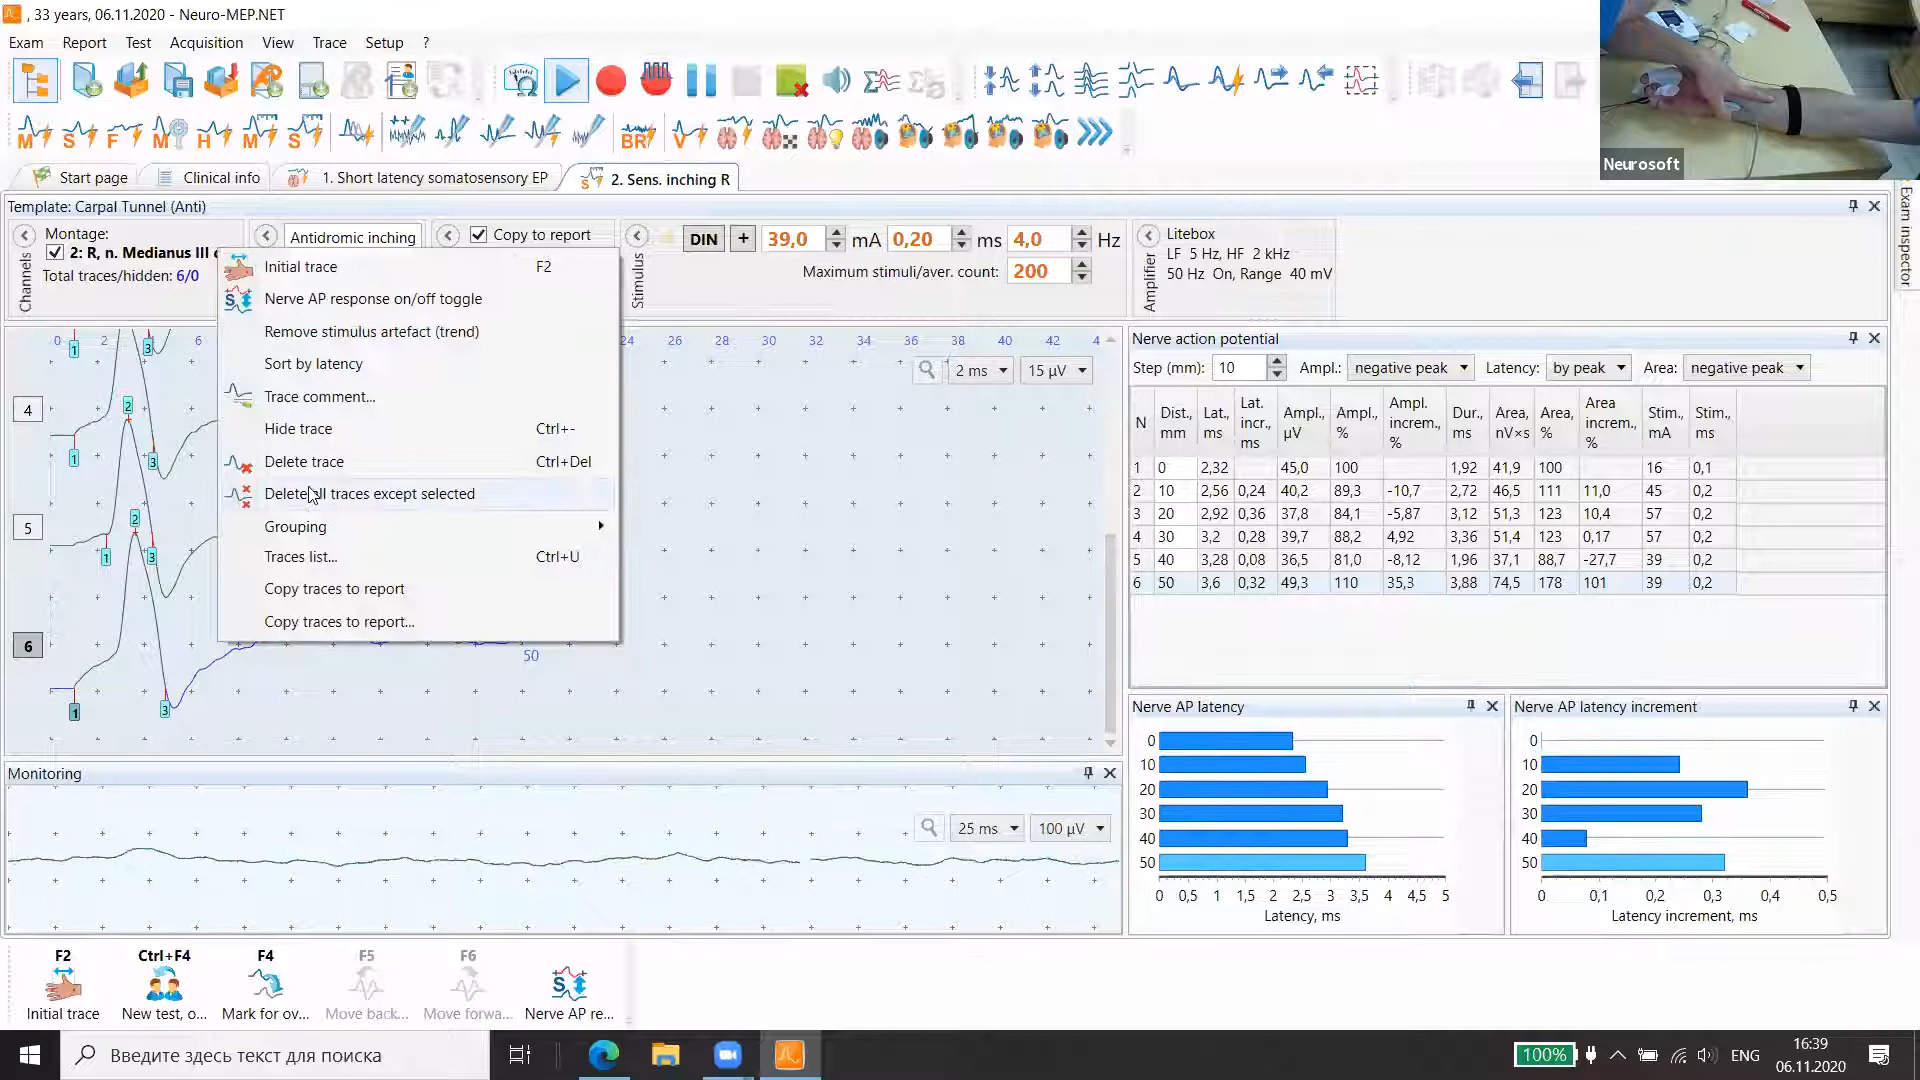 , 33 years, 06.11.2020 - Neuro-MEP.NET
Exam Report Test Acquisition View Trace Setup ?
M S F M H M S BR V
Neurosoft
Start page Clinical info 1. Short latency somatosensory EP 2. Sens. inching R
Template: Carpal Tunnel (Anti)
Channels
Montage:
2: R, n. Medianus III
Total traces/hidden: 6/0
Antidromic inching
Copy to report
Stimulus
DIN + 39,0 mA 0,20 ms 4,0 Hz
Maximum stimuli/aver. count: 200
Amplifier
Litebox
LF 5 Hz, HF 2 kHz
50 Hz On, Range 40 mV
Exam inspector
Initial trace F2
Nerve AP response on/off toggle
Remove stimulus artefact (trend)
Sort by latency
Trace comment...
Hide trace Ctrl+-
Delete trace Ctrl+Del
Delete all traces except selected
Grouping
Traces list... Ctrl+U
Copy traces to report
Copy traces to report...
0 2 6 24 26 28 30 32 34 36 38 40 42 4
2 ms 15 µV
1 3
4 2 1 3
5 2 1 3
6 1 3
50
Nerve action potential
Step (mm): 10 Ampl.: negative peak Latency: by peak Area: negative peak
N Dist., mm Lat., ms Lat. incr., ms Ampl., µV Ampl., % Ampl. increm., % Dur., ms Area, nV×s Area, % Area increm., % Stim., mA Stim., ms
1 0 2,32 45,0 100 1,92 41,9 100 16 0,1
2 10 2,56 0,24 40,2 89,3 -10,7 2,72 46,5 111 11,0 45 0,2
3 20 2,92 0,36 37,8 84,1 -5,87 3,12 51,3 123 10,4 57 0,2
4 30 3,2 0,28 39,7 88,2 4,92 3,36 51,4 123 0,17 57 0,2
5 40 3,28 0,08 36,5 81,0 -8,12 1,96 37,1 88,7 -27,7 39 0,2
6 50 3,6 0,32 49,3 110 35,3 3,88 74,5 178 101 39 0,2
Nerve AP latency
0
10
20
30
40
50
0 0,5 1 1,5 2 2,5 3 3,5 4 4,5 5
Latency, ms
Nerve AP latency increment
0
10
20
30
40
50
0 0,1 0,2 0,3 0,4 0,5
Latency increment, ms
Monitoring
25 ms 100 µV
F2 Ctrl+F4 F4 F5 F6
S
Initial trace New test, o... Mark for ov... Move back... Move forwa... Nerve AP re...
Введите здесь текст для поиска
100% ENG 16:39
06.11.2020